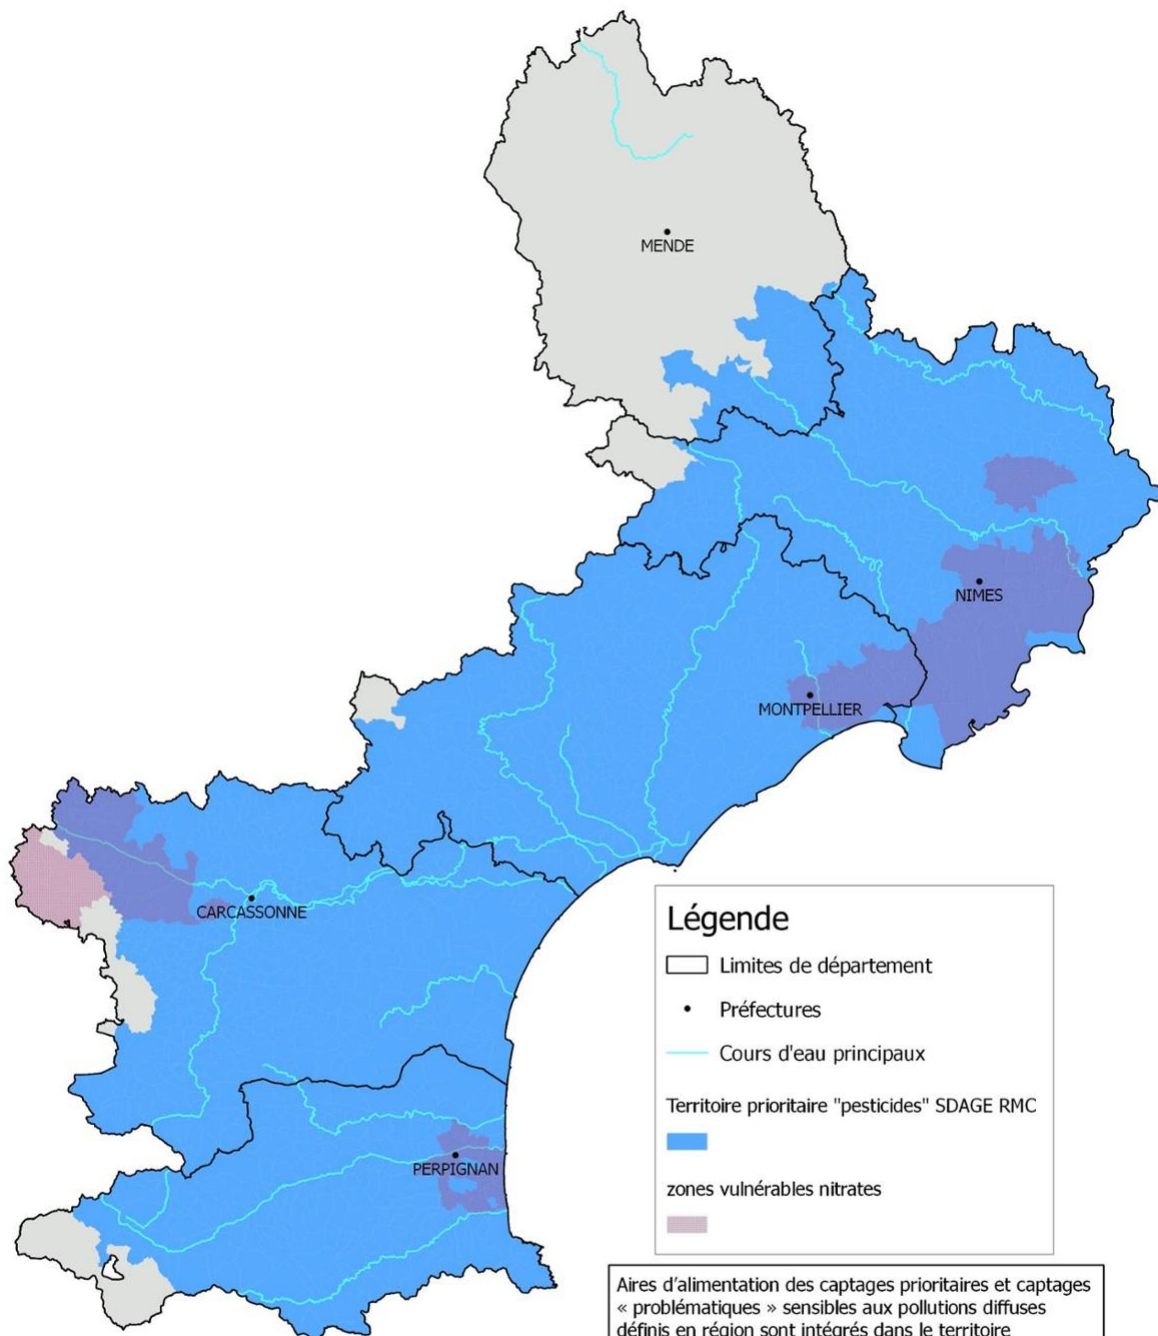 MENDE
NIMES
MONTPELLIER
CARCASSONNE
PERPIGNAN
Légende
Limites de département
Préfectures
Cours d'eau principaux
Territoire prioritaire "pesticides" SDAGE RMC
zones vulnérables nitrates
Aires d'alimentation des captages prioritaires et captages
« problématiques » sensibles aux pollutions diffuses
définis en région sont intégrés dans le territoire